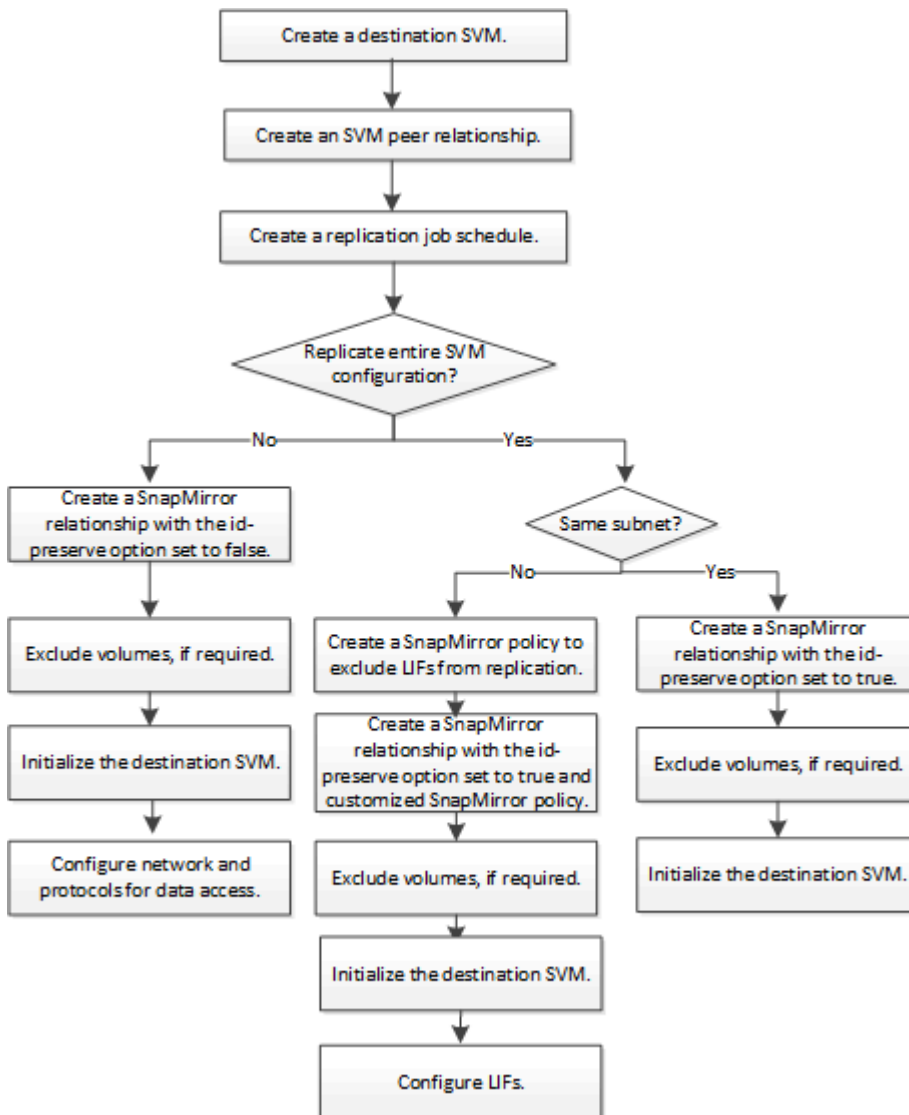 Create a destination SVM.
Create an SVM peer relationship.
Create a replication job schedule.
Replicate entire SVM
configuration?
No
Yes
Create a SnapMirror
relationship with the id-
preserve option set to false.
Exclude volumes, if required.
Initialize the destination SVM.
Configure network and
protocols for data access.
Same subnet?
No
Yes
Create a SnapMirror policy to
exclude LIFs from replication.
Create a SnapMirror
relationship with the id-
preserve option set to true and
customized SnapMirror policy.
Exclude volumes, if required.
Initialize the destination SVM.
Configure LIFs.
Create a SnapMirror
relationship with the id-
preserve option set to true.
Exclude volumes, if required.
Initialize the destination SVM.